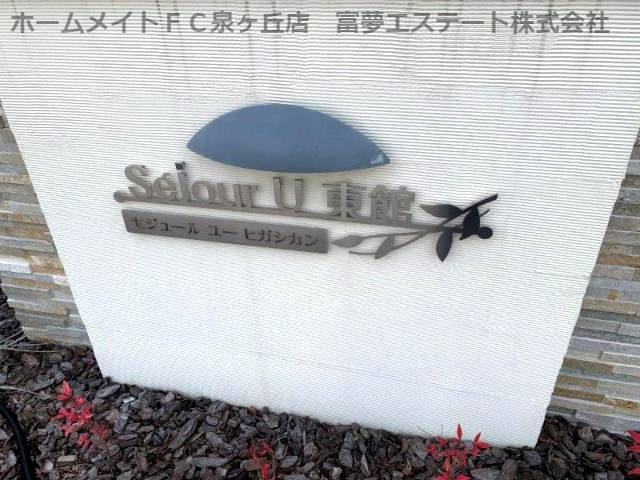 ホームメイトＦＣ泉ヶ丘店　富夢エステート株式会社
Sejour U 東館
セジュール ユー ヒガシカン